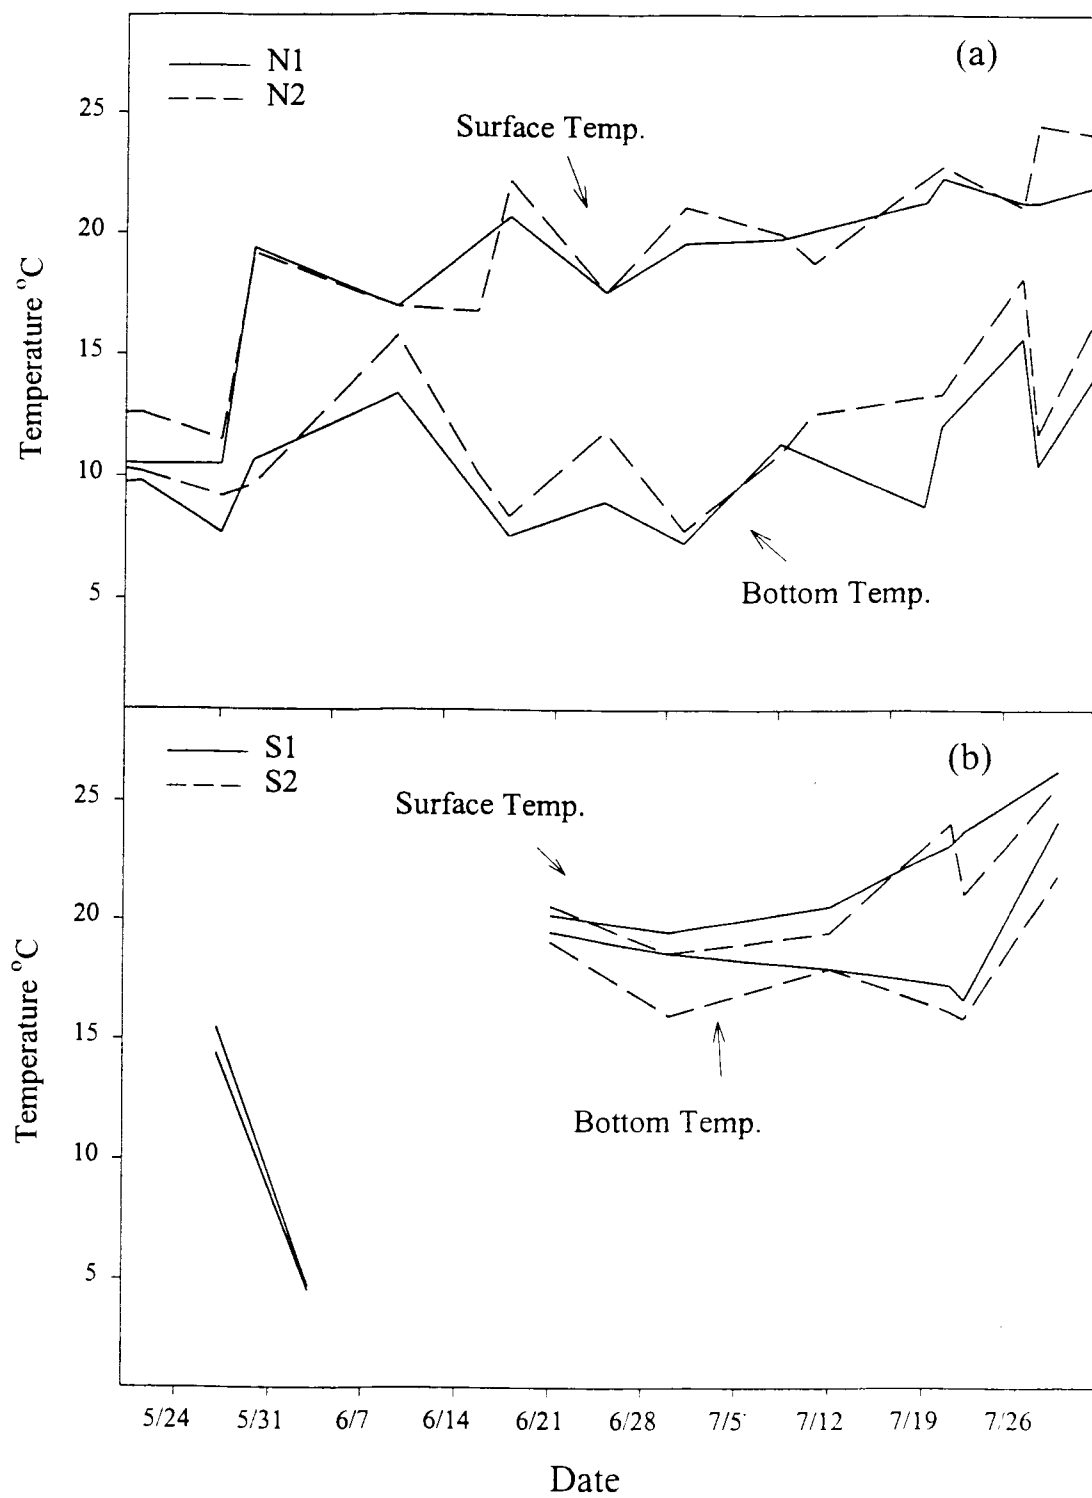 (a)
N1
N2
Surface Temp.
25
20
15
10
5
Temperature °C
Bottom Temp.
(b)
S1
S2
Surface Temp.
25
20
15
10
5
Temperature °C
Bottom Temp.
5/24 5/31 6/7 6/14 6/21 6/28 7/5 7/12 7/19 7/26
Date